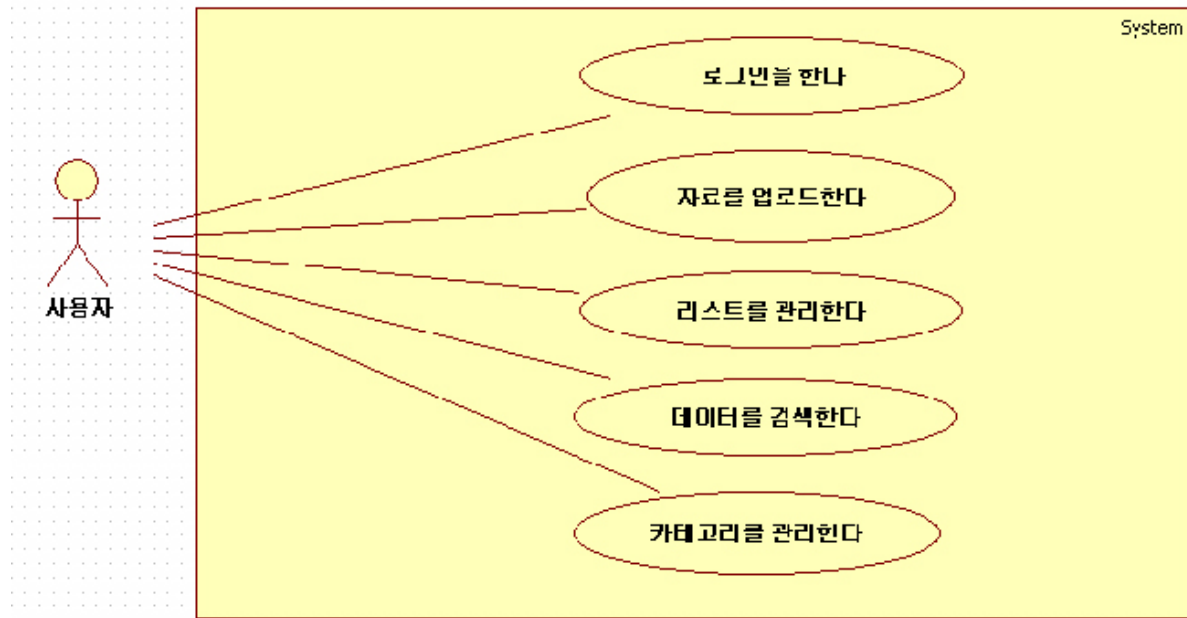 System
로그인을 한다
자료를 업로드한다
리스트를 관리한다
데이터를 검색한다
카테고리를 관리한다
사용자